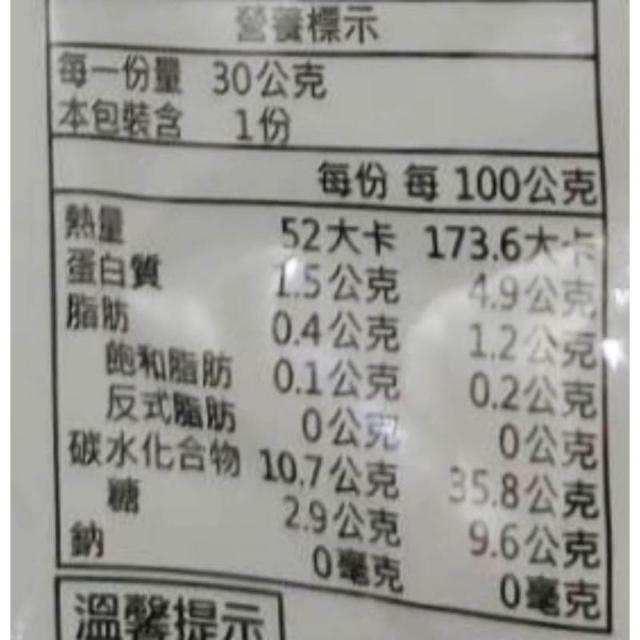 營養標示
每一份量 30公克
本包裝含 1份
每份 每 100公克
熱量 52大卡 173.6大卡
蛋白質 1.5公克 4.9公克
脂肪 0.4公克 1.2公克
飽和脂肪 0.1公克 0.2公克
反式脂肪 0公克 0公克
碳水化合物 10.7公克 35.8公克
糖 2.9公克 9.6公克
鈉 0毫克 0毫克
溫馨提示